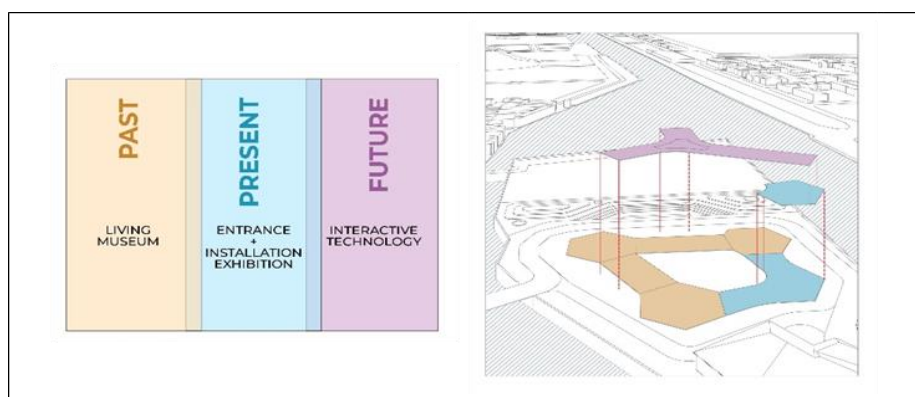 PAST
PRESENT
FUTURE
LIVING
MUSEUM
ENTRANCE
+
INSTALLATION
EXHIBITION
INTERACTIVE
TECHNOLOGY